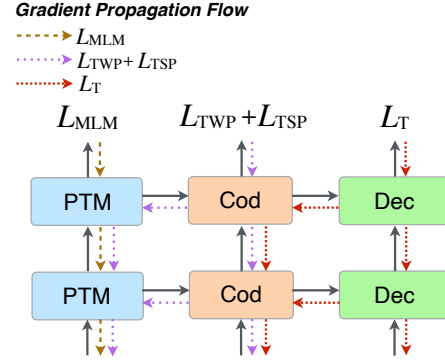 Gradient Propagation Flow
L_MLM
L_TWP + L_TSP
L_T
L_MLM L_TWP + L_TSP L_T
PTM Cod Dec
PTM Cod Dec